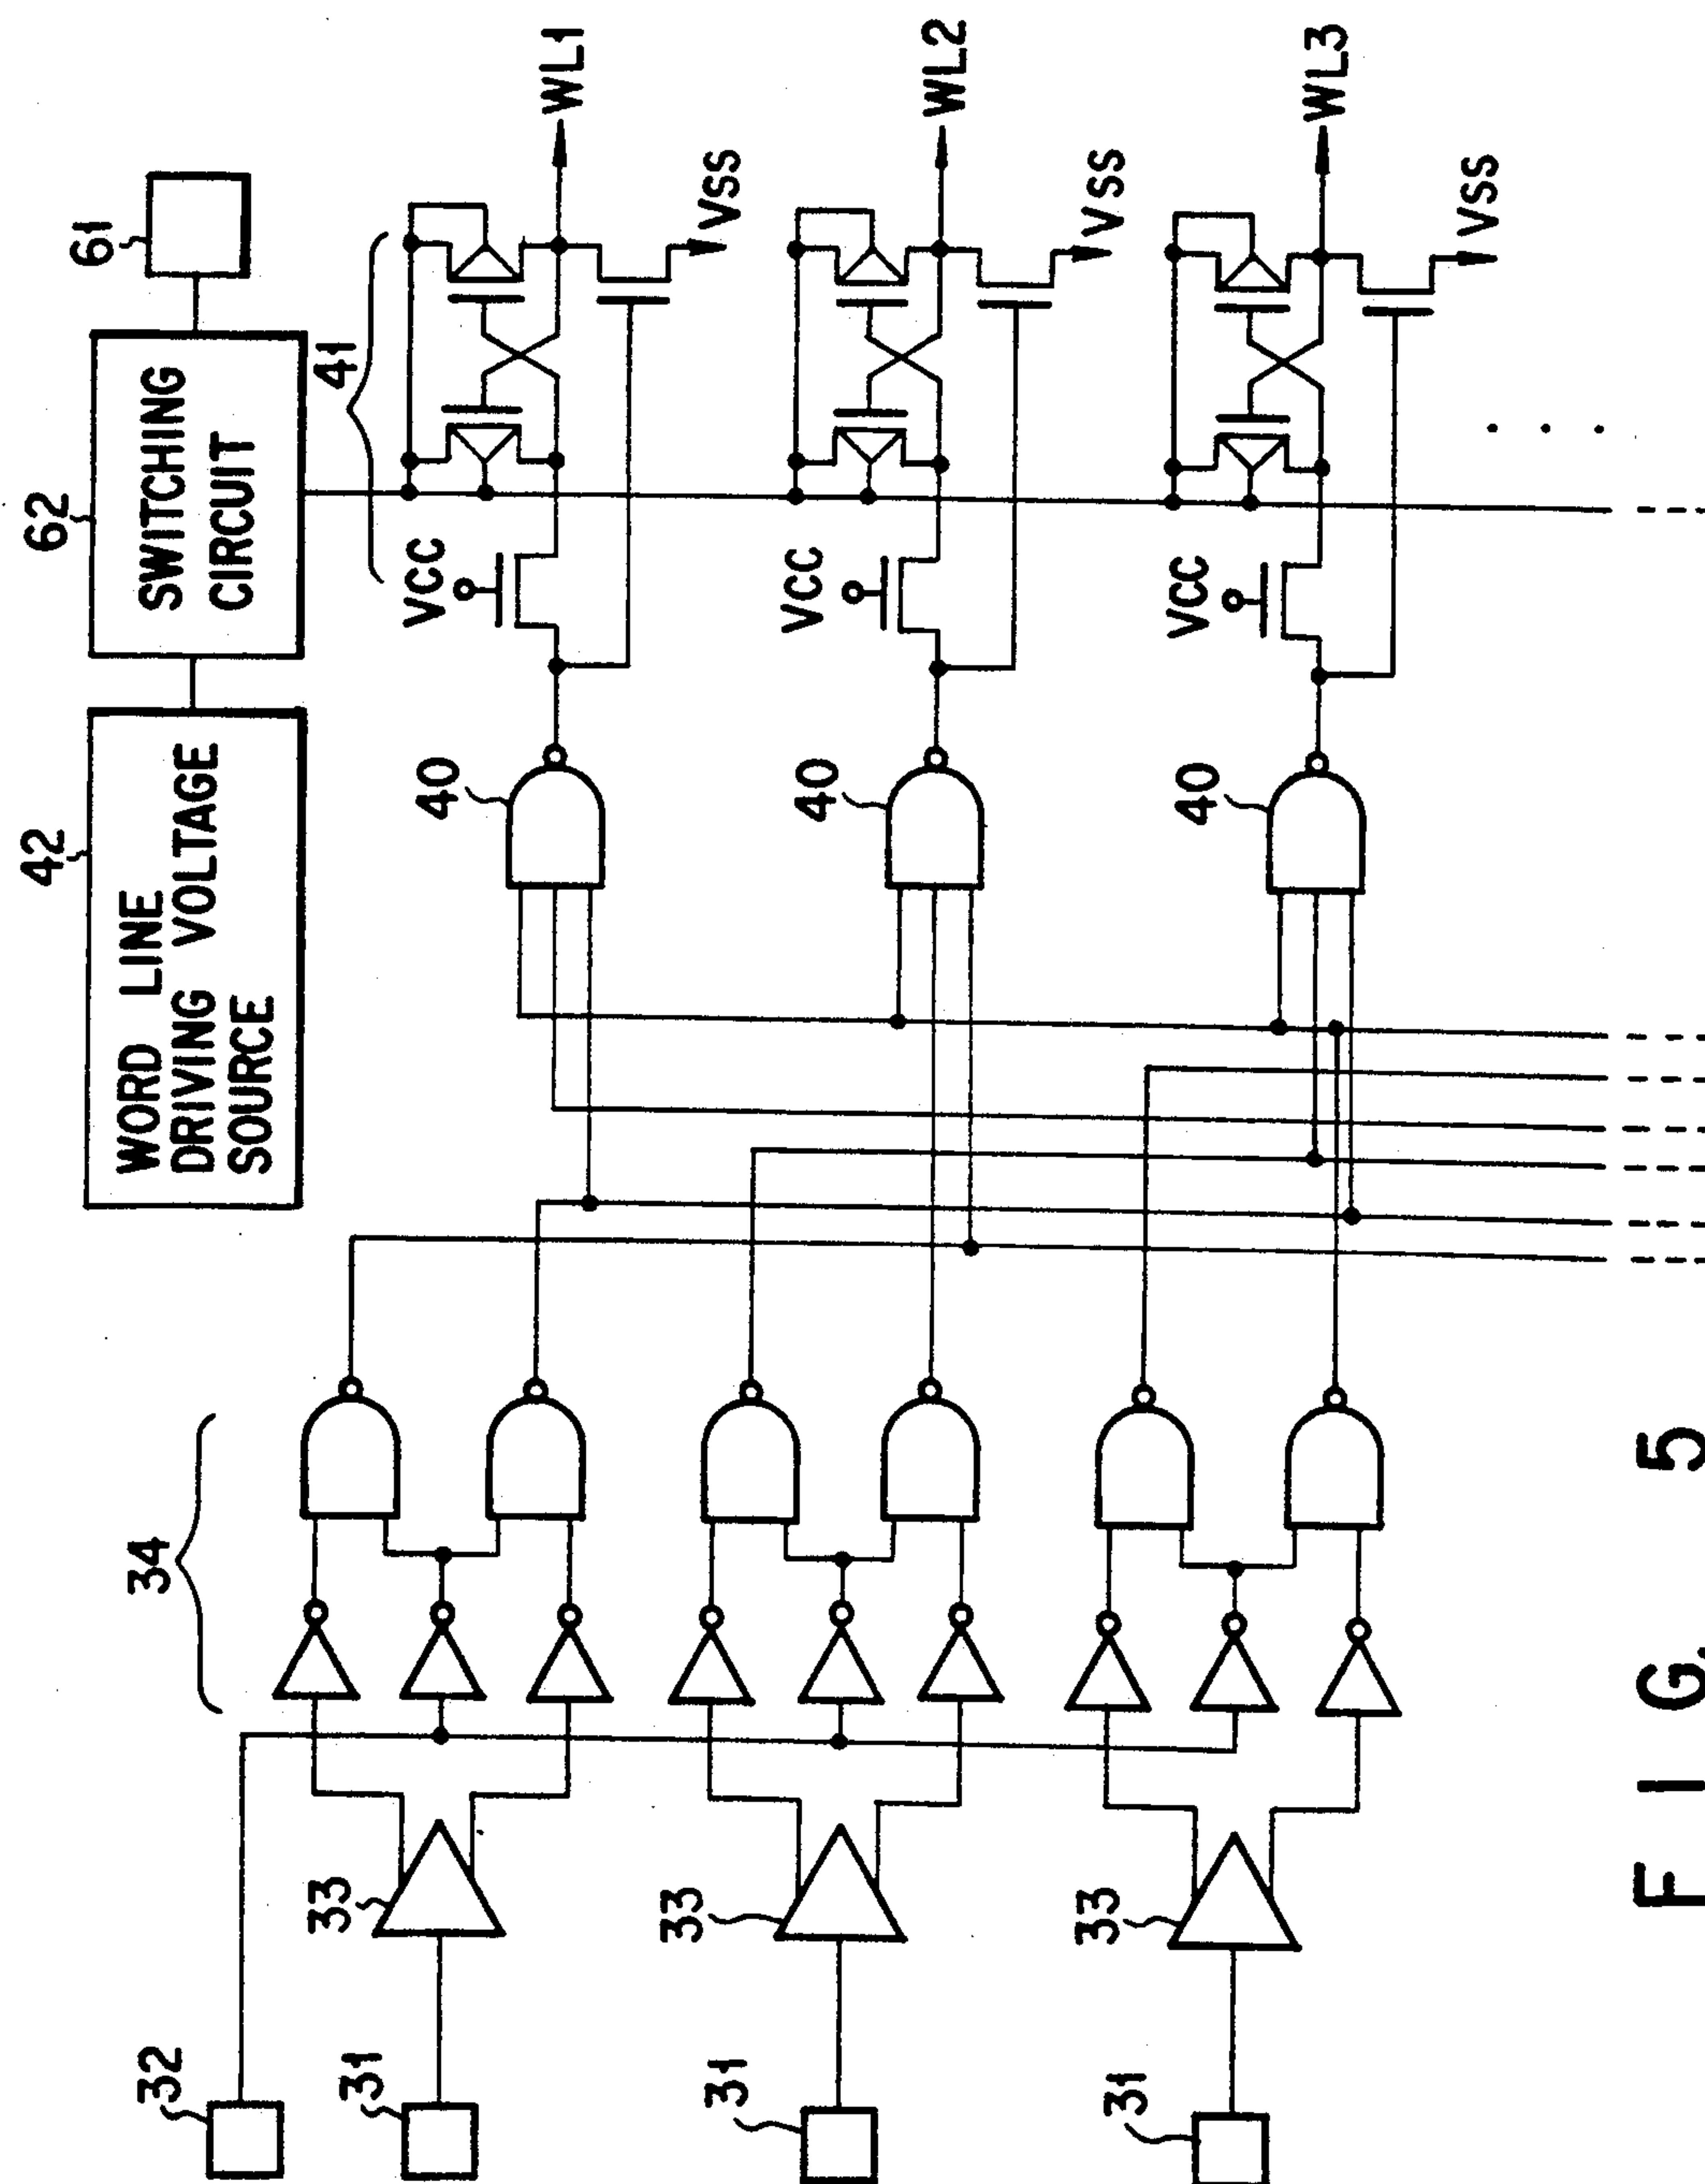 42
WORD LINE
DRIVING VOLTAGE
SOURCE
62
SWITCHING
CIRCUIT
61
41
34
32
31
33
40
VCC
WL1
VSS
31
33
40
VCC
WL2
VSS
31
33
40
VCC
WL3
VSS
FIG. 5